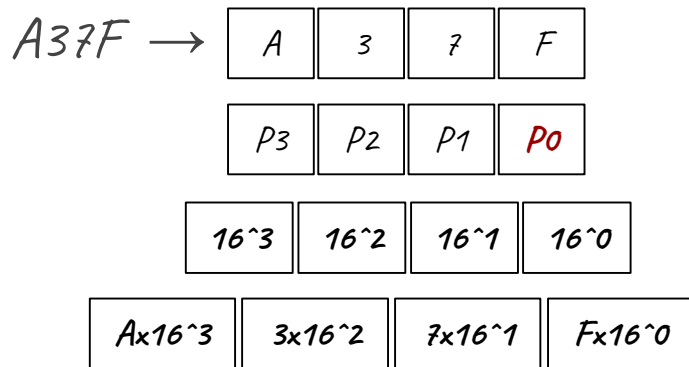 A37F → A 3 7 F
P3 P2 P1 P0
16^3 16^2 16^1 16^0
Ax16^3 3x16^2 7x16^1 Fx16^0